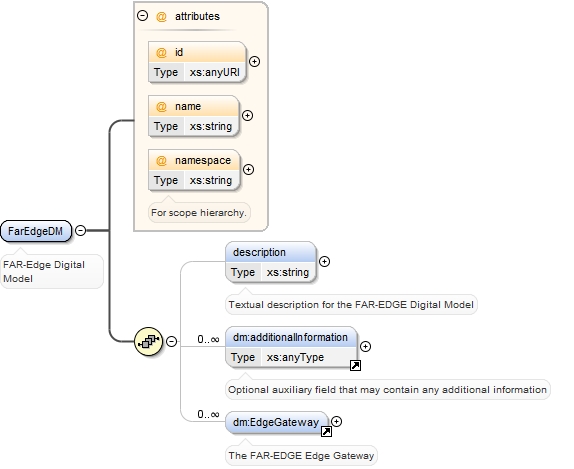 @ attributes
@ id
Type xs:anyURI
@ name
Type xs:string
@ namespace
Type xs:string
For scope hierarchy.
FarEdgeDM
FAR-Edge Digital
Model
description
Type xs:string
Textual description for the FAR-EDGE Digital Model
0..∞
dm:additionalInformation
Type xs:anyType
Optional auxiliary field that may contain any additional information
0..∞
dm:EdgeGateway
The FAR-EDGE Edge Gateway